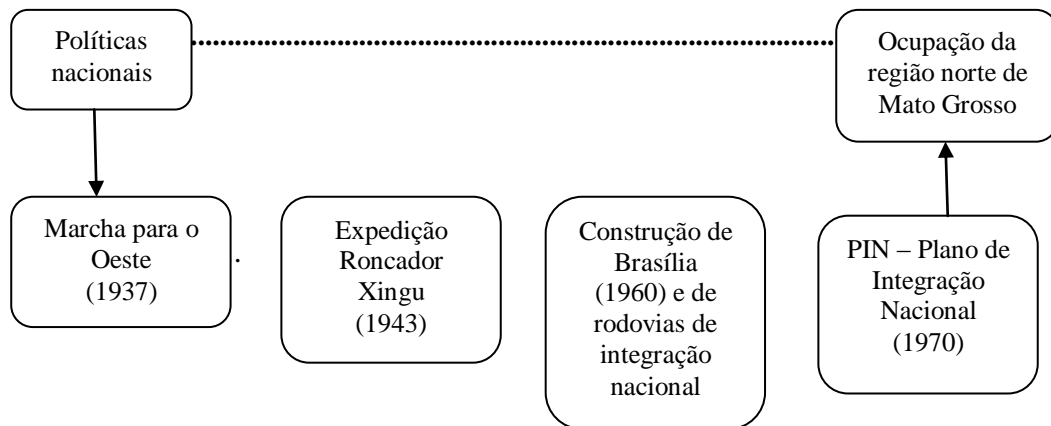 Políticas
nacionais
Ocupação da
região norte de
Mato Grosso
Marcha para o
Oeste
(1937)
.
Expedição
Roncador
Xingu
(1943)
Construção de
Brasília
(1960) e de
rodovias de
integração
nacional
PIN – Plano de
Integração
Nacional
(1970)